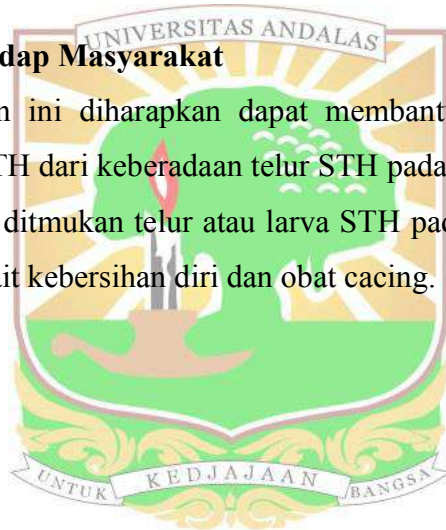 UNIVERSITAS ANDALAS
dap Masyarakat
n ini diharapkan dapat membant
TH dari keberadaan telur STH pada
ditmukan telur atau larva STH pad
ait kebersihan diri dan obat cacing.
UNTUK KEDJAJAAN BANGSA